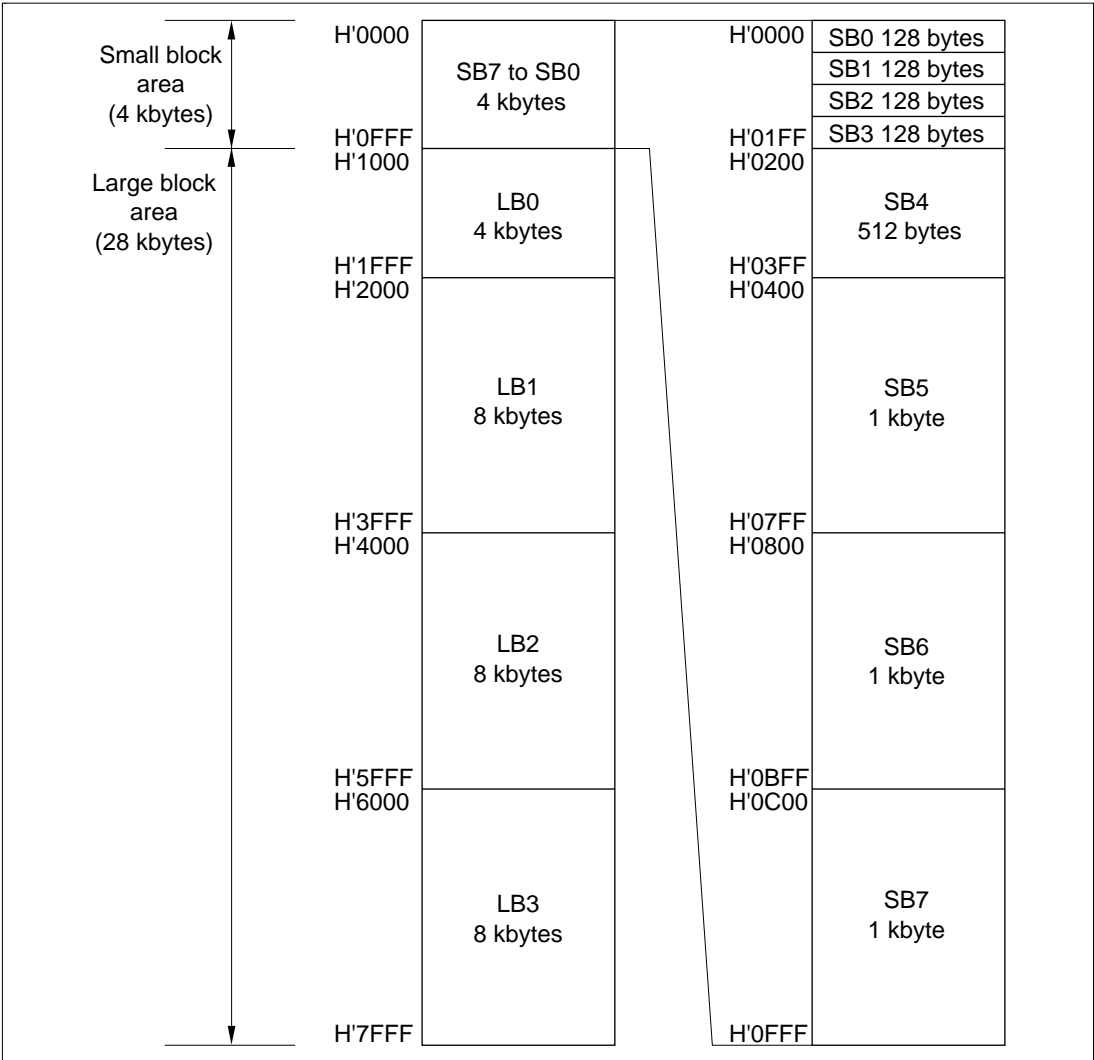 Small block
area
(4 kbytes)
Large block
area
(28 kbytes)
H'0000
SB7 to SB0
4 kbytes
H'0FFF
H'1000
LB0
4 kbytes
H'1FFF
H'2000
LB1
8 kbytes
H'3FFF
H'4000
LB2
8 kbytes
H'5FFF
H'6000
LB3
8 kbytes
H'7FFF
H'0000
SB0 128 bytes
SB1 128 bytes
SB2 128 bytes
SB3 128 bytes
H'01FF
H'0200
SB4
512 bytes
H'03FF
H'0400
SB5
1 kbyte
H'07FF
H'0800
SB6
1 kbyte
H'0BFF
H'0C00
SB7
1 kbyte
H'0FFF